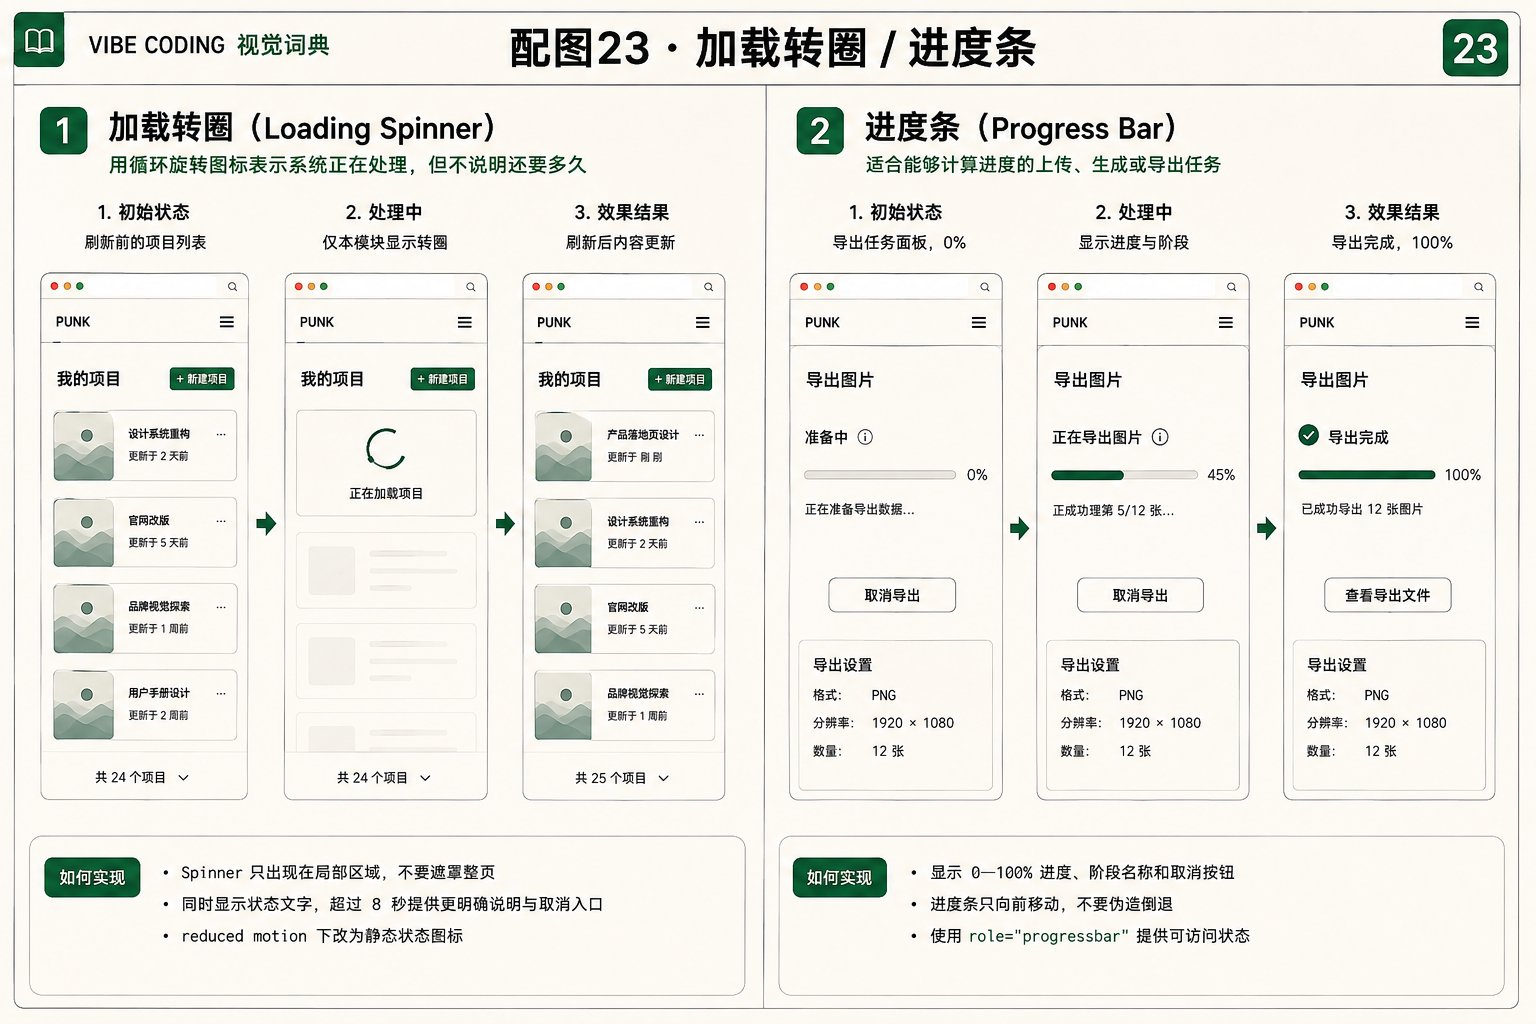 VIBE CODING 视觉词典
配图23 · 加载转圈 / 进度条
23
1
加载转圈（Loading Spinner）
用循环旋转图标表示系统正在处理，但不说明还要多久
1. 初始状态
刷新前的项目列表
PUNK
我的项目
+ 新建项目
设计系统重构 ...
更新于 2 天前
官网改版 ...
更新于 5 天前
品牌视觉探索 ...
更新于 1 周前
用户手册设计 ...
更新于 2 周前
共 24 个项目
2. 处理中
仅本模块显示转圈
PUNK
我的项目
+ 新建项目
正在加载项目
共 24 个项目
3. 效果结果
刷新后内容更新
PUNK
我的项目
+ 新建项目
产品落地页设计 ...
更新于 刚 刚
设计系统重构 ...
更新于 2 天前
官网改版 ...
更新于 5 天前
品牌视觉探索 ...
更新于 1 周前
共 25 个项目
如何实现
• Spinner 只出现在局部区域，不要遮罩整页
• 同时显示状态文字，超过 8 秒提供更明确说明与取消入口
• reduced motion 下改为静态状态图标
2
进度条（Progress Bar）
适合能够计算进度的上传、生成或导出任务
1. 初始状态
导出任务面板，0%
PUNK
导出图片
准备中
0%
正在准备导出数据...
取消导出
导出设置
格式： PNG
分辨率： 1920 × 1080
数量： 12 张
2. 处理中
显示进度与阶段
PUNK
导出图片
正在导出图片
45%
正成功理第 5/12 张...
取消导出
导出设置
格式： PNG
分辨率： 1920 × 1080
数量： 12 张
3. 效果结果
导出完成，100%
PUNK
导出图片
导出完成
100%
已成功导出 12 张图片
查看导出文件
导出设置
格式： PNG
分辨率： 1920 × 1080
数量： 12 张
如何实现
• 显示 0—100% 进度、阶段名称和取消按钮
• 进度条只向前移动，不要伪造倒退
• 使用 role="progressbar" 提供可访问状态